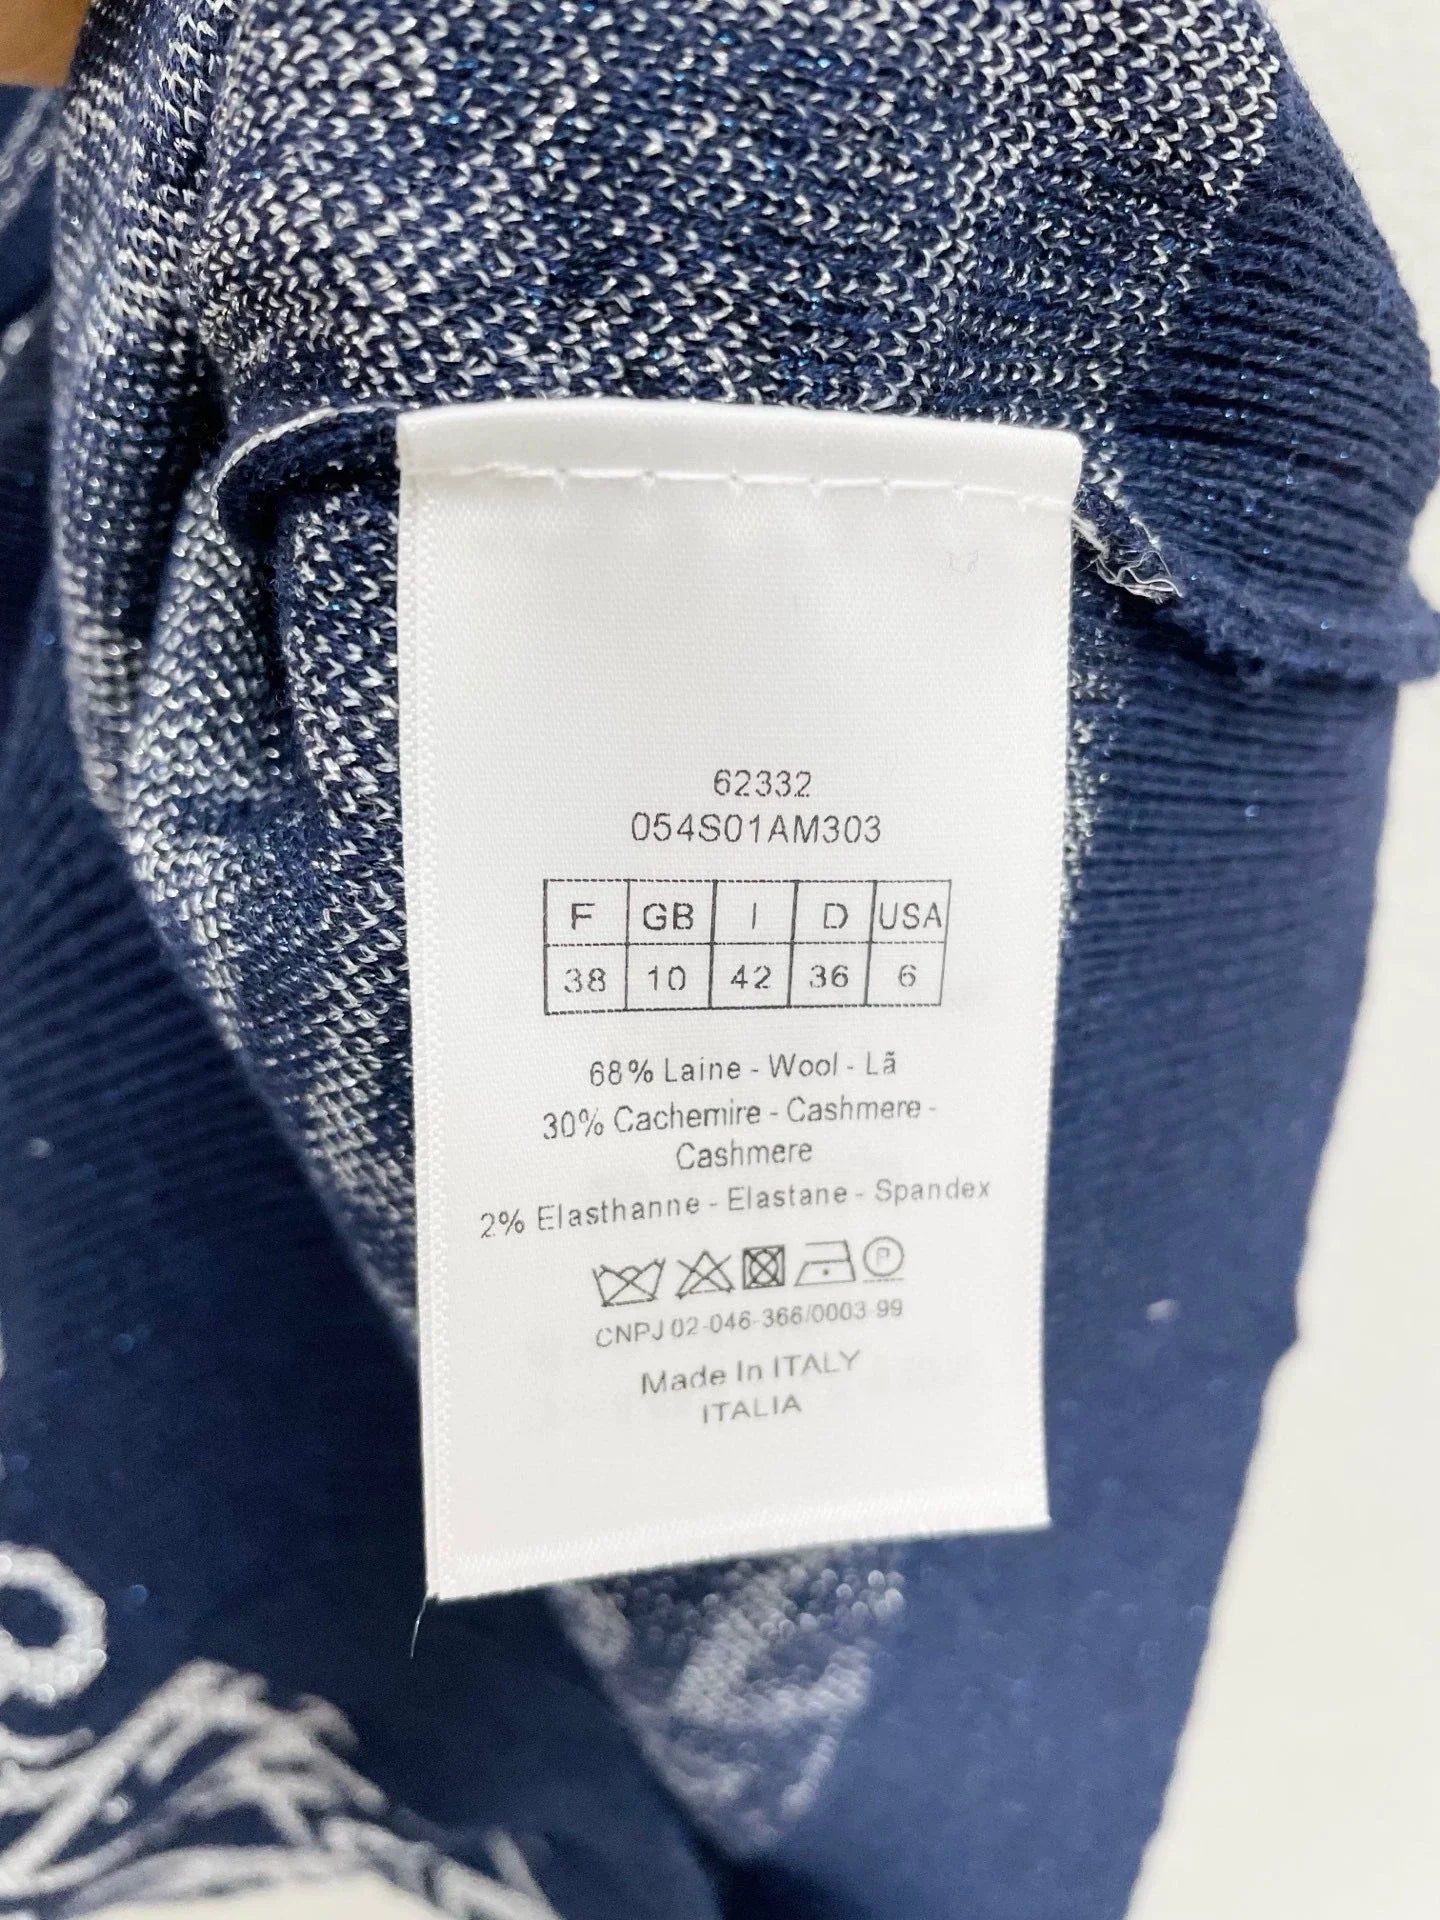 62332
054S01AM303
F GB I D USA
38 10 42 36 6
68% Laine - Wool - Lã
30% Cachemire - Cashmere -
Cashmere
2% Elasthanne - Elastane - Spandex
P
CNPJ 02-046-366/0003-99
Made In ITALY
ITALIA